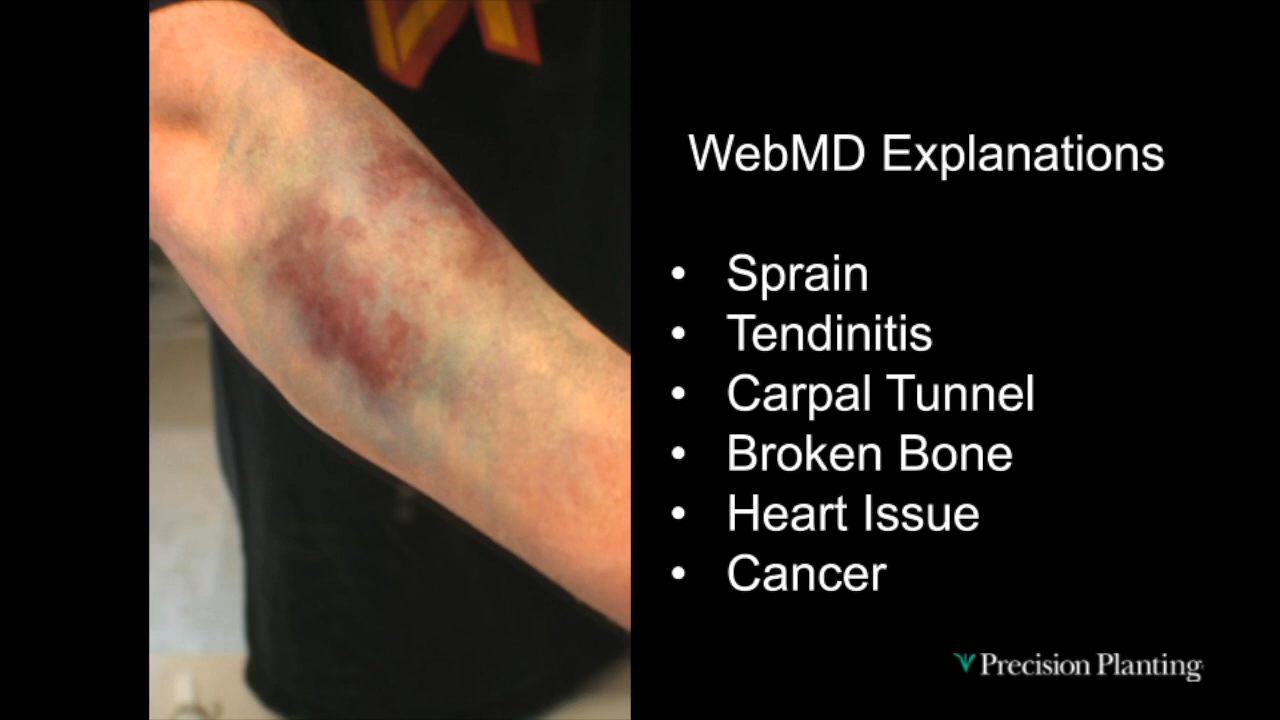 WebMD Explanations
• Sprain
• Tendinitis
• Carpal Tunnel
• Broken Bone
• Heart Issue
• Cancer
Precision Planting